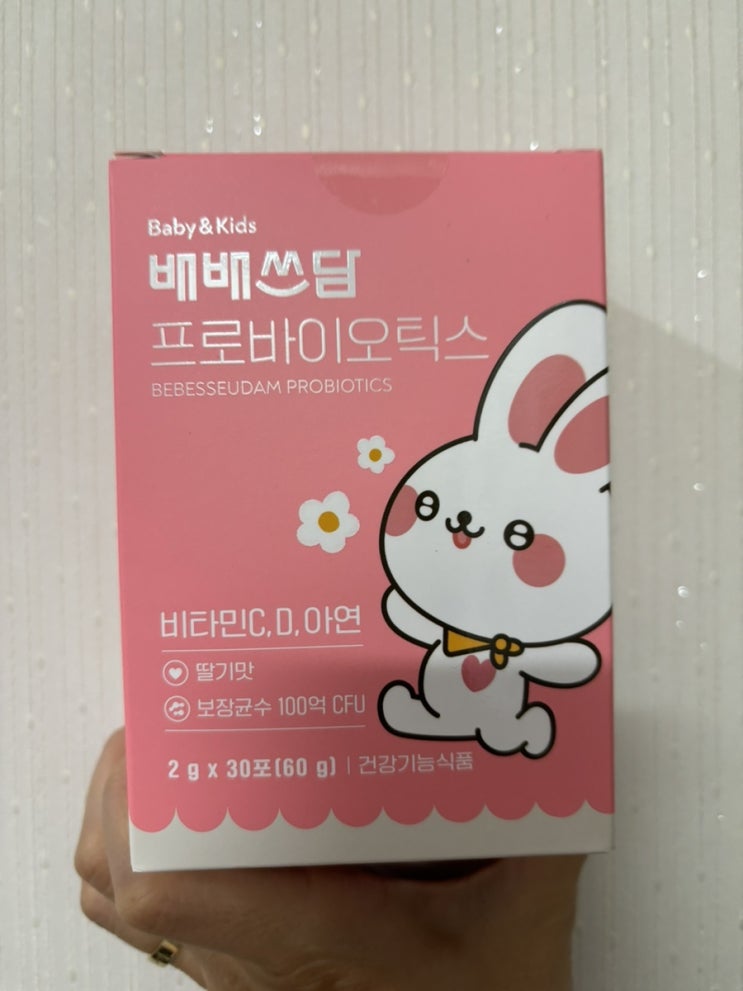 Baby&Kids
배배쓰담
프로바이오틱스
BEBESSEUDAM PROBIOTICS
비타민C, D, 아연
딸기맛
보장균수 100억 CFU
2 g x 30포(60 g) | 건강기능식품